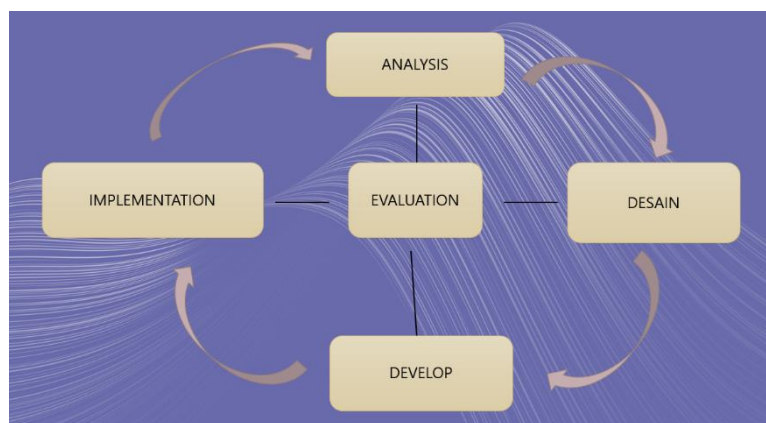 ANALYSIS
IMPLEMENTATION
EVALUATION
DESAIN
DEVELOP